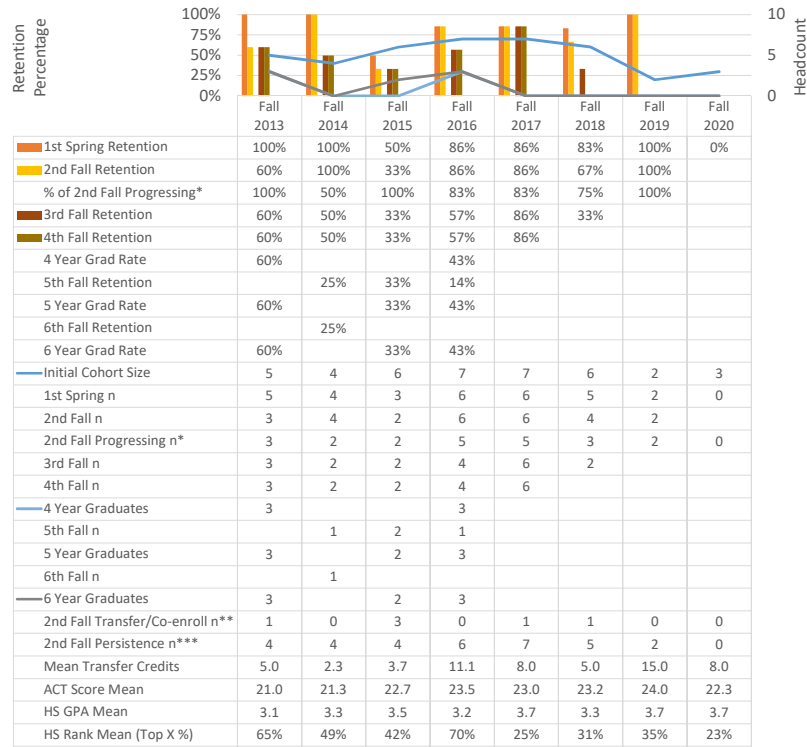 Retention
Percentage
100%
75%
50%
25%
0%
10
5
0
Headcount
Fall 2013 Fall 2014 Fall 2015 Fall 2016 Fall 2017 Fall 2018 Fall 2019 Fall 2020
1st Spring Retention 100% 100% 50% 86% 86% 83% 100% 0%
2nd Fall Retention 60% 100% 33% 86% 86% 67% 100%
% of 2nd Fall Progressing* 100% 50% 100% 83% 83% 75% 100%
3rd Fall Retention 60% 50% 33% 57% 86% 33%
4th Fall Retention 60% 50% 33% 57% 86%
4 Year Grad Rate 60% 43%
5th Fall Retention 25% 33% 14%
5 Year Grad Rate 60% 33% 43%
6th Fall Retention 25%
6 Year Grad Rate 60% 33% 43%
Initial Cohort Size 5 4 6 7 7 6 2 3
1st Spring n 5 4 3 6 6 5 2 0
2nd Fall n 3 4 2 6 6 4 2
2nd Fall Progressing n* 3 2 2 5 5 3 2 0
3rd Fall n 3 2 2 4 6 2
4th Fall n 3 2 2 4 6
4 Year Graduates 3 3
5th Fall n 1 2 1
5 Year Graduates 3 2 3
6th Fall n 1
6 Year Graduates 3 2 3
2nd Fall Transfer/Co-enroll n** 1 0 3 0 1 1 0 0
2nd Fall Persistence n*** 4 4 4 6 7 5 2 0
Mean Transfer Credits 5.0 2.3 3.7 11.1 8.0 5.0 15.0 8.0
ACT Score Mean 21.0 21.3 22.7 23.5 23.0 23.2 24.0 22.3
HS GPA Mean 3.1 3.3 3.5 3.2 3.7 3.3 3.7 3.7
HS Rank Mean (Top X %) 65% 49% 42% 70% 25% 31% 35% 23%